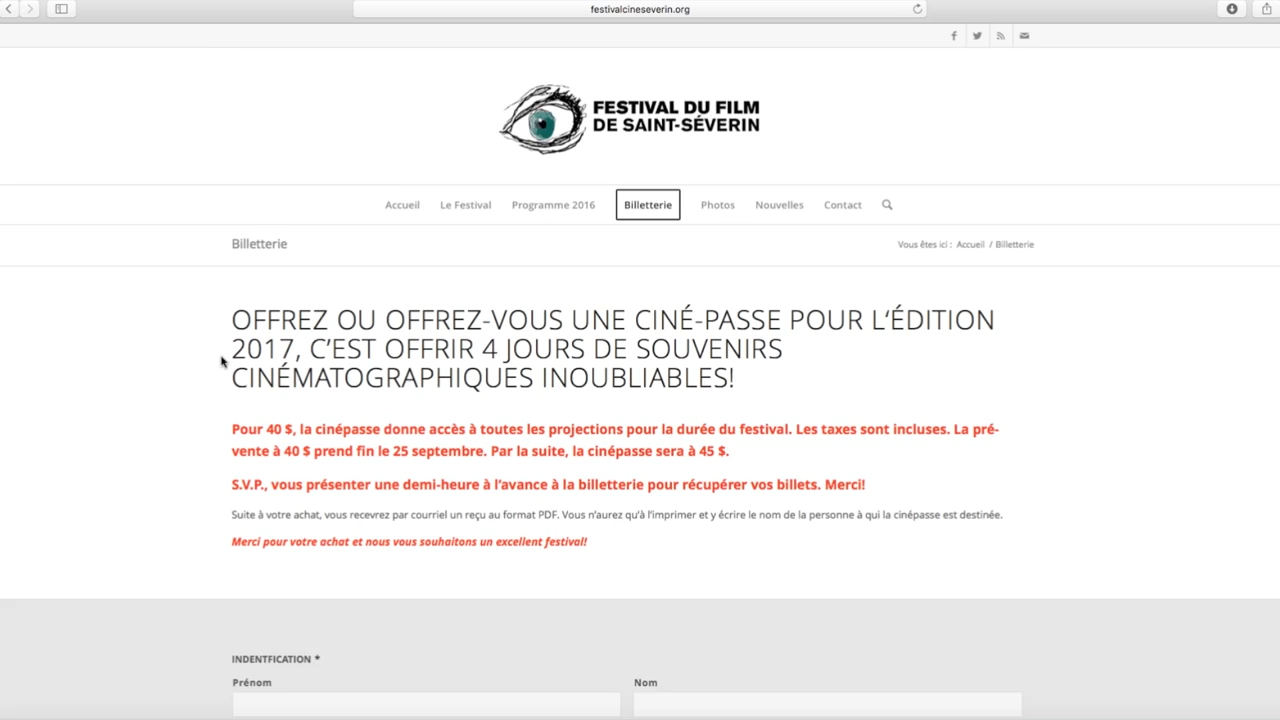 festivalcineseverin.org
FESTIVAL DU FILM
DE SAINT-SÉVERIN
Accueil Le Festival Programme 2016 Billetterie Photos Nouvelles Contact
Billetterie
Vous êtes ici : Accueil / Billetterie
OFFREZ OU OFFREZ-VOUS UNE CINÉ-PASSE POUR L‘ÉDITION
2017, C’EST OFFRIR 4 JOURS DE SOUVENIRS
CINÉMATOGRAPHIQUES INOUBLIABLES!
Pour 40 $, la cinépasse donne accès à toutes les projections pour la durée du festival. Les taxes sont incluses. La pré-
vente à 40 $ prend fin le 25 septembre. Par la suite, la cinépasse sera à 45 $.
S.V.P., vous présenter une demi-heure à l’avance à la billetterie pour récupérer vos billets. Merci!
Suite à votre achat, vous recevrez par courriel un reçu au format PDF. Vous n’aurez qu’à l’imprimer et y écrire le nom de la personne à qui la cinépasse est destinée.
Merci pour votre achat et nous vous souhaitons un excellent festival!
INDENTFICATION *
Prénom Nom